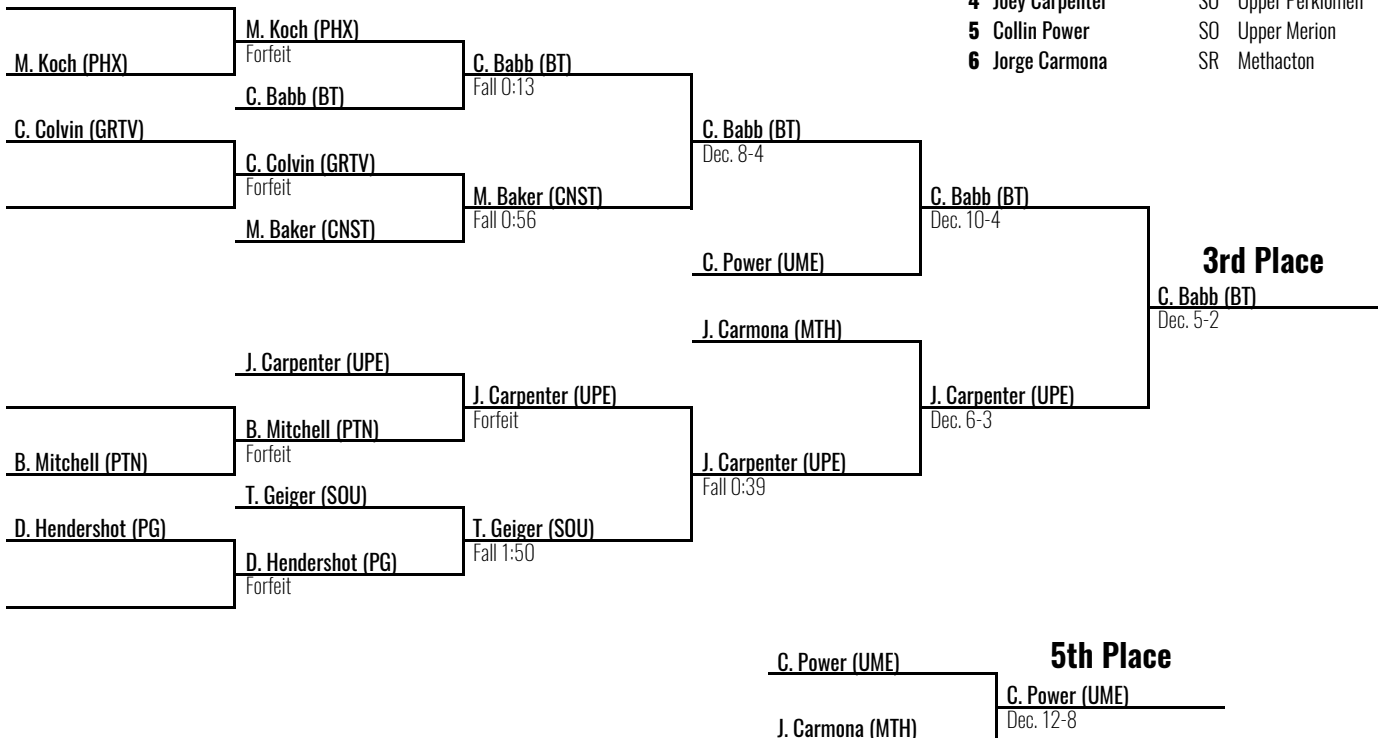 4 Joey Carpenter SO Upper Perkiomen
5 Collin Power SO Upper Merion
6 Jorge Carmona SR Methacton
M. Koch (PHX)
Forfeit
M. Koch (PHX)
C. Babb (BT)
Fall 0:13
C. Babb (BT)
C. Colvin (GRTV)
C. Babb (BT)
Dec. 8-4
C. Colvin (GRTV)
Forfeit
M. Baker (CNST)
Fall 0:56
C. Babb (BT)
Dec. 10-4
M. Baker (CNST)
C. Power (UME)
3rd Place
C. Babb (BT)
Dec. 5-2
J. Carmona (MTH)
J. Carpenter (UPE)
J. Carpenter (UPE)
Forfeit
J. Carpenter (UPE)
Dec. 6-3
B. Mitchell (PTN)
Forfeit
B. Mitchell (PTN)
J. Carpenter (UPE)
Fall 0:39
T. Geiger (SOU)
D. Hendershot (PG)
T. Geiger (SOU)
Fall 1:50
D. Hendershot (PG)
Forfeit
5th Place
C. Power (UME)
C. Power (UME)
Dec. 12-8
J. Carmona (MTH)